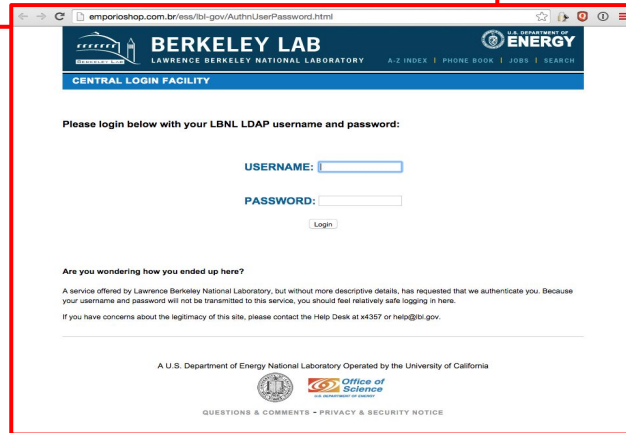 emporioshop.com.br/ess/lbl-gov/AuthnUserPassword.html
BERKELEY LAB
LAWRENCE BERKELEY NATIONAL LABORATORY
BERKELEY LAB
U.S. DEPARTMENT OF
ENERGY
A-Z INDEX | PHONE BOOK | JOBS | SEARCH
CENTRAL LOGIN FACILITY
Please login below with your LBNL LDAP username and password:
USERNAME:
PASSWORD:
Login
Are you wondering how you ended up here?
A service offered by Lawrence Berkeley National Laboratory, but without more descriptive details, has requested that we authenticate you. Because
your username and password will not be transmitted to this service, you should feel relatively safe logging in here.
If you have concerns about the legitimacy of this site, please contact the Help Desk at x4357 or help@lbl.gov.
A U.S. Department of Energy National Laboratory Operated by the University of California
Office of
Science
U.S. DEPARTMENT OF ENERGY
QUESTIONS & COMMENTS - PRIVACY & SECURITY NOTICE